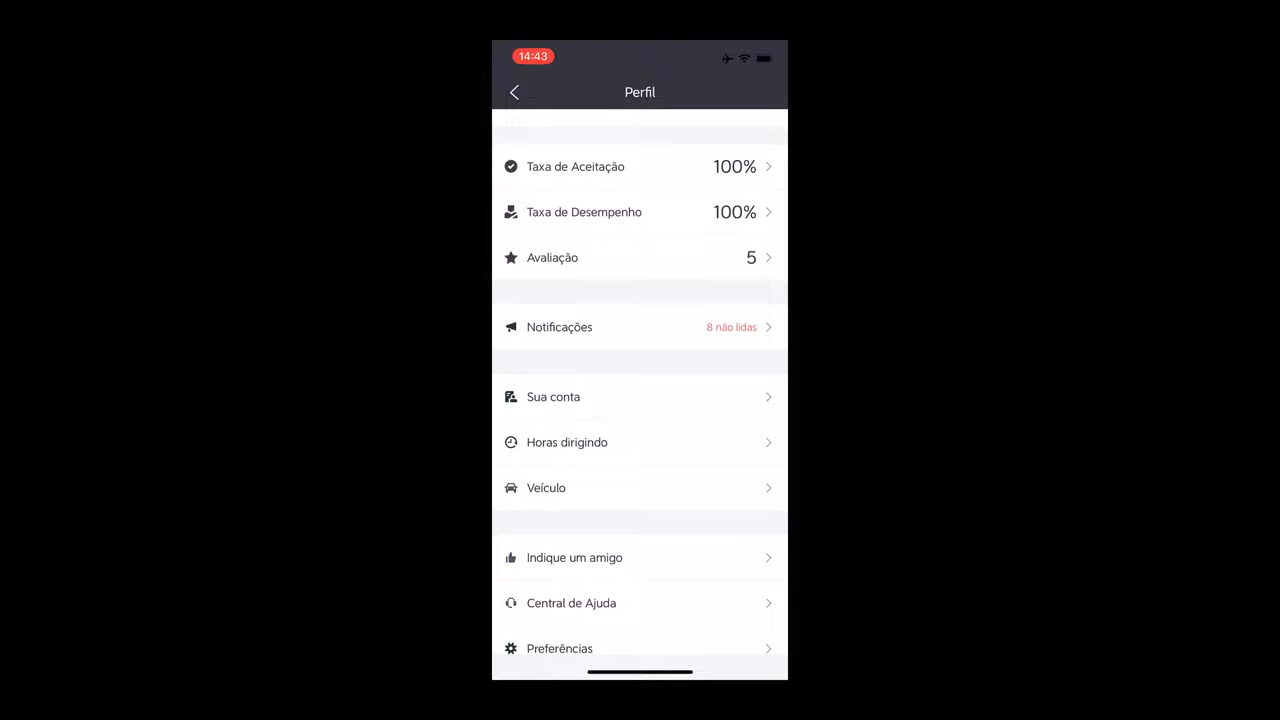 14:43
Perfil
Taxa de Aceitação 100%
Taxa de Desempenho 100%
Avaliação 5
Notificações 8 não lidas
Sua conta
Horas dirigindo
Veículo
Indique um amigo
Central de Ajuda
Preferências